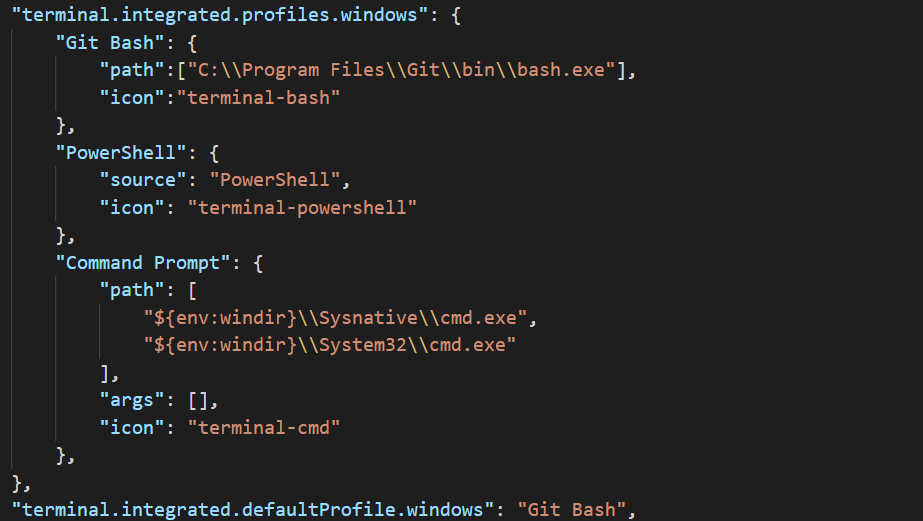 "terminal.integrated.profiles.windows": {
"Git Bash": {
"path":["C:\\Program Files\\Git\\bin\\bash.exe"],
"icon":"terminal-bash"
},
"PowerShell": {
"source": "PowerShell",
"icon": "terminal-powershell"
},
"Command Prompt": {
"path": [
"${env:windir}\\Sysnative\\cmd.exe",
"${env:windir}\\System32\\cmd.exe"
],
"args": [],
"icon": "terminal-cmd"
},
},
"terminal.integrated.defaultProfile.windows": "Git Bash",